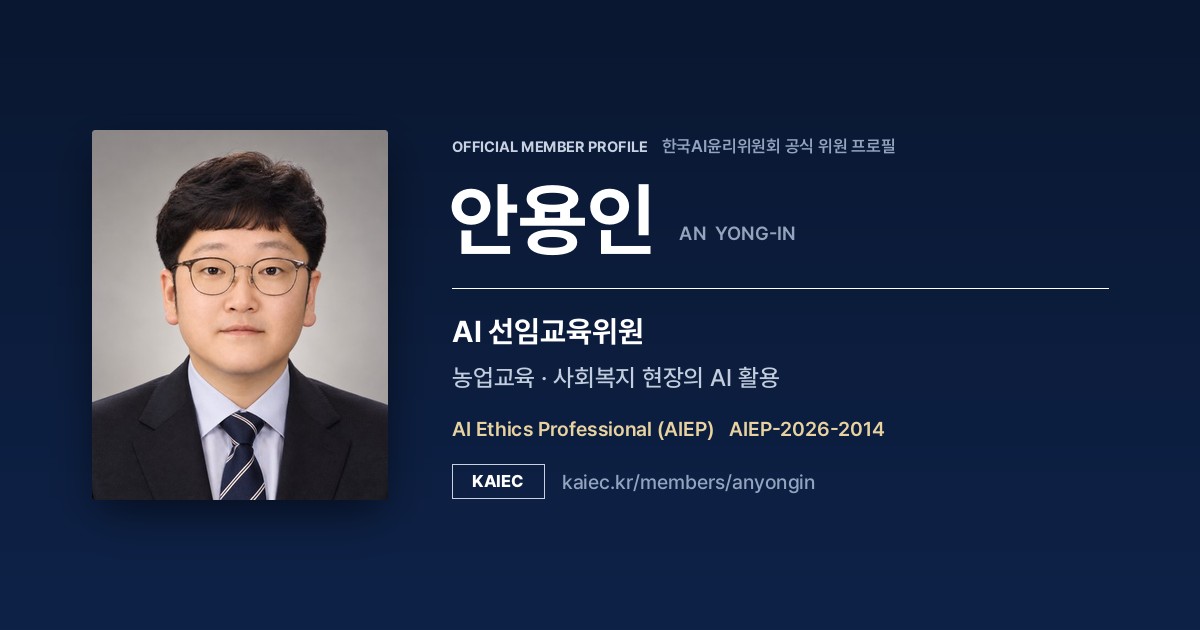 OFFICIAL MEMBER PROFILE 한국AI윤리위원회 공식 위원 프로필
안용인 AN YONG-IN
AI 선임교육위원
농업교육 · 사회복지 현장의 AI 활용
AI Ethics Professional (AIEP) AIEP-2026-2014
KAIEC kaiec.kr/members/anyongin